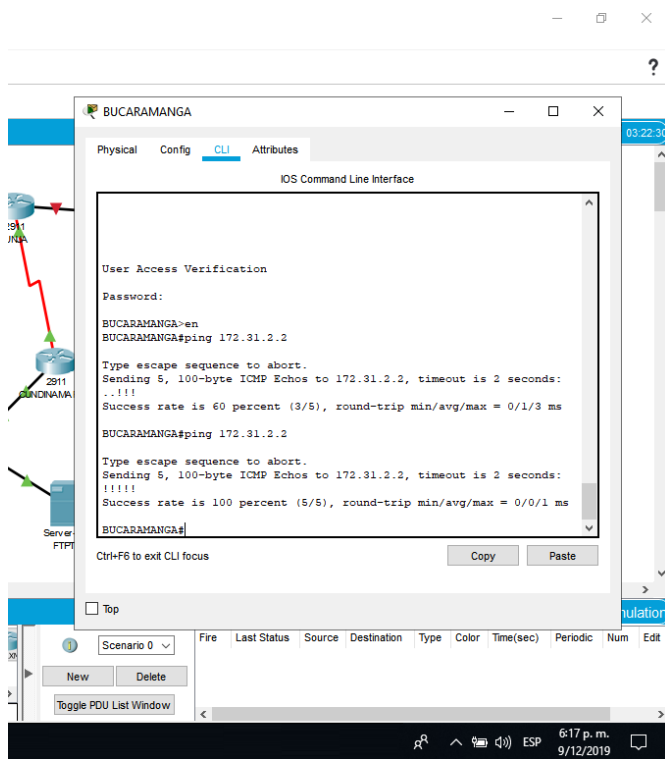 ?
BUCARAMANGA
03:22:30
Physical Config CLI Attributes
IOS Command Line Interface
User Access Verification
Password:
BUCARAMANGA>en
BUCARAMANGA#ping 172.31.2.2
Type escape sequence to abort.
Sending 5, 100-byte ICMP Echos to 172.31.2.2, timeout is 2 seconds:
..!!!
Success rate is 60 percent (3/5), round-trip min/avg/max = 0/1/3 ms
BUCARAMANGA#ping 172.31.2.2
Type escape sequence to abort.
Sending 5, 100-byte ICMP Echos to 172.31.2.2, timeout is 2 seconds:
!!!!!
Success rate is 100 percent (5/5), round-trip min/avg/max = 0/0/1 ms
BUCARAMANGA#
Ctrl+F6 to exit CLI focus
Copy Paste
Top
2911
2911
CUNDINAMA
Server-
FTPT
mulation
Scenario 0
Fire Last Status Source Destination Type Color Time(sec) Periodic Num Edit
New Delete
Toggle PDU List Window
ESP
6:17 p. m.
9/12/2019